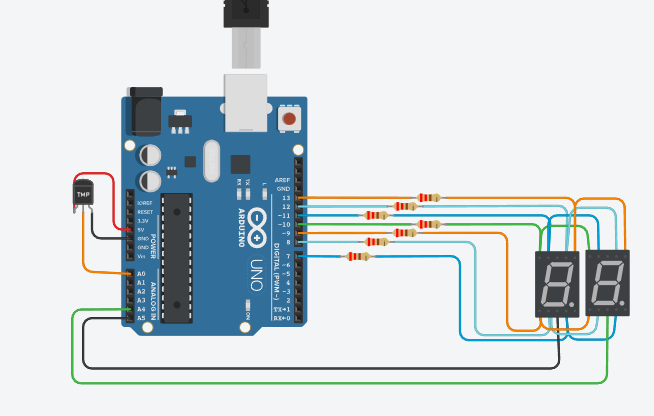 TMP
AREF
GND
IOREF
RESET
3.3V
5V
GND
GND
Vin
POWER
A0
A1
A2
A3
A4
A5
ANALOG IN
RX
TX
L
ARDUINO
UNO
ON
DIGITAL (PWM~)
13
12
~11
~10
~9
8
7
~6
~5
4
~3
2
TX→1
RX←0
8.
8.